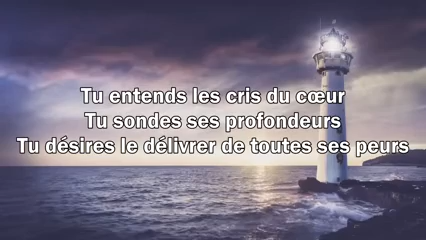 Tu entends les cris du cœur
Tu sondes ses profondeurs
Tu désires le délivrer de toutes ses peurs